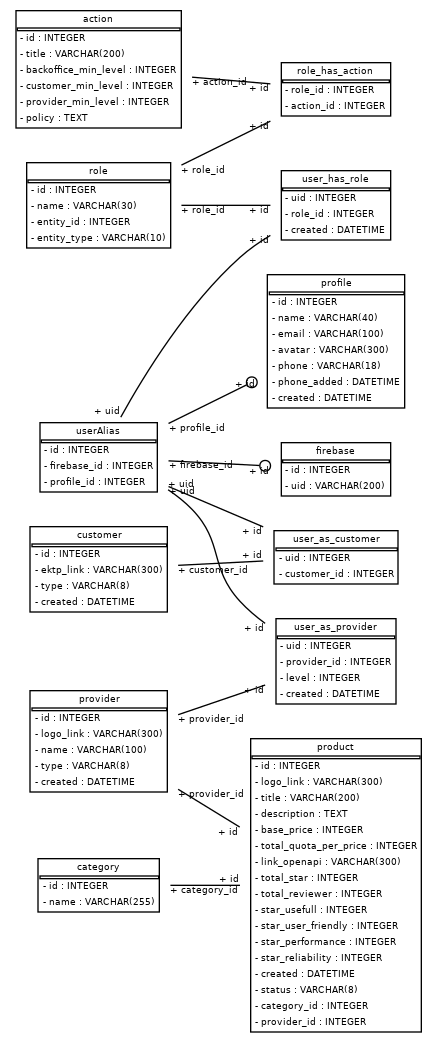 action
- id : INTEGER
- title : VARCHAR(200)
- backoffice_min_level : INTEGER
- customer_min_level : INTEGER
- provider_min_level : INTEGER
- policy : TEXT
role_has_action
- role_id : INTEGER
- action_id : INTEGER
+ action_id
+ id
+ id
+ role_id
role
- id : INTEGER
- name : VARCHAR(30)
- entity_id : INTEGER
- entity_type : VARCHAR(10)
user_has_role
- uid : INTEGER
- role_id : INTEGER
- created : DATETIME
+ role_id
+ id
+ id
+ uid
profile
- id : INTEGER
- name : VARCHAR(40)
- email : VARCHAR(100)
- avatar : VARCHAR(300)
- phone : VARCHAR(18)
- phone_added : DATETIME
- created : DATETIME
+ id
+ profile_id
userAlias
- id : INTEGER
- firebase_id : INTEGER
- profile_id : INTEGER
firebase
- id : INTEGER
- uid : VARCHAR(200)
+ firebase_id
+ id
+ uid
+ uid
customer
- id : INTEGER
- ektp_link : VARCHAR(300)
- type : VARCHAR(8)
- created : DATETIME
user_as_customer
- uid : INTEGER
- customer_id : INTEGER
+ id
+ id
+ customer_id
user_as_provider
- uid : INTEGER
- provider_id : INTEGER
- level : INTEGER
- created : DATETIME
+ id
+ id
+ provider_id
provider
- id : INTEGER
- logo_link : VARCHAR(300)
- name : VARCHAR(100)
- type : VARCHAR(8)
- created : DATETIME
+ provider_id
+ id
product
- id : INTEGER
- logo_link : VARCHAR(300)
- title : VARCHAR(200)
- description : TEXT
- base_price : INTEGER
- total_quota_per_price : INTEGER
- link_openapi : VARCHAR(300)
- total_star : INTEGER
- total_reviewer : INTEGER
- star_usefull : INTEGER
- star_user_friendly : INTEGER
- star_performance : INTEGER
- star_reliability : INTEGER
- created : DATETIME
- status : VARCHAR(8)
- category_id : INTEGER
- provider_id : INTEGER
category
- id : INTEGER
- name : VARCHAR(255)
+ id
+ category_id